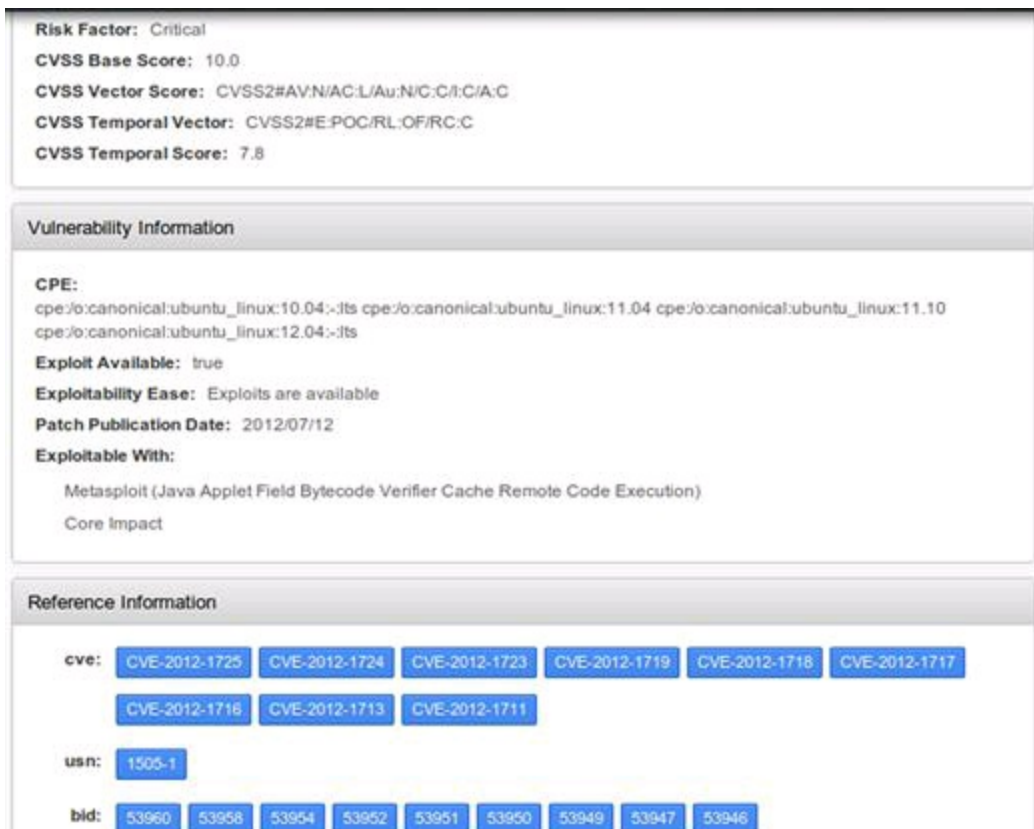 Risk Factor: Critical
CVSS Base Score: 10.0
CVSS Vector Score: CVSS2#AV:N/AC:L/Au:N/C:C/I:C/A:C
CVSS Temporal Vector: CVSS2#E:POC/RL:OF/RC:C
CVSS Temporal Score: 7.8
Vulnerability Information
CPE:
cpe:/o:canonical:ubuntu_linux:10.04:-:lts cpe:/o:canonical:ubuntu_linux:11.04 cpe:/o:canonical:ubuntu_linux:11.10
cpe:/o:canonical:ubuntu_linux:12.04:-:lts
Exploit Available: true
Exploitability Ease: Exploits are available
Patch Publication Date: 2012/07/12
Exploitable With:
Metasploit (Java Applet Field Bytecode Verifier Cache Remote Code Execution)
Core Impact
Reference Information
cve: CVE-2012-1725 CVE-2012-1724 CVE-2012-1723 CVE-2012-1719 CVE-2012-1718 CVE-2012-1717
CVE-2012-1716 CVE-2012-1713 CVE-2012-1711
usn: 1505-1
bid: 53960 53958 53954 53952 53951 53950 53949 53947 53946